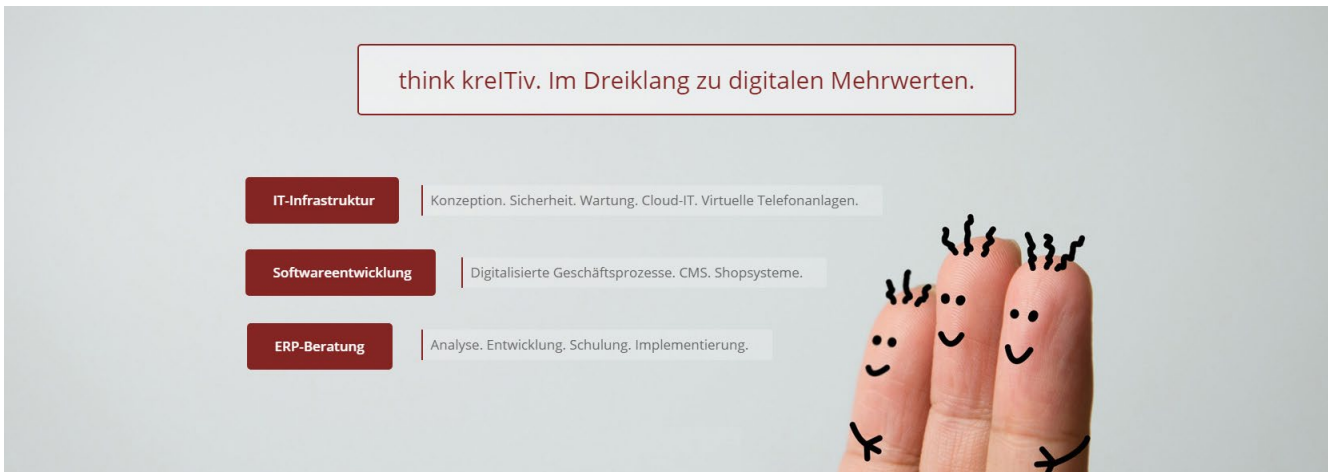 think kreITiv. Im Dreiklang zu digitalen Mehrwerten.
IT-Infrastruktur
Konzeption. Sicherheit. Wartung. Cloud-IT. Virtuelle Telefonanlagen.
Softwareentwicklung
Digitalisierte Geschäftsprozesse. CMS. Shopsysteme.
ERP-Beratung
Analyse. Entwicklung. Schulung. Implementierung.